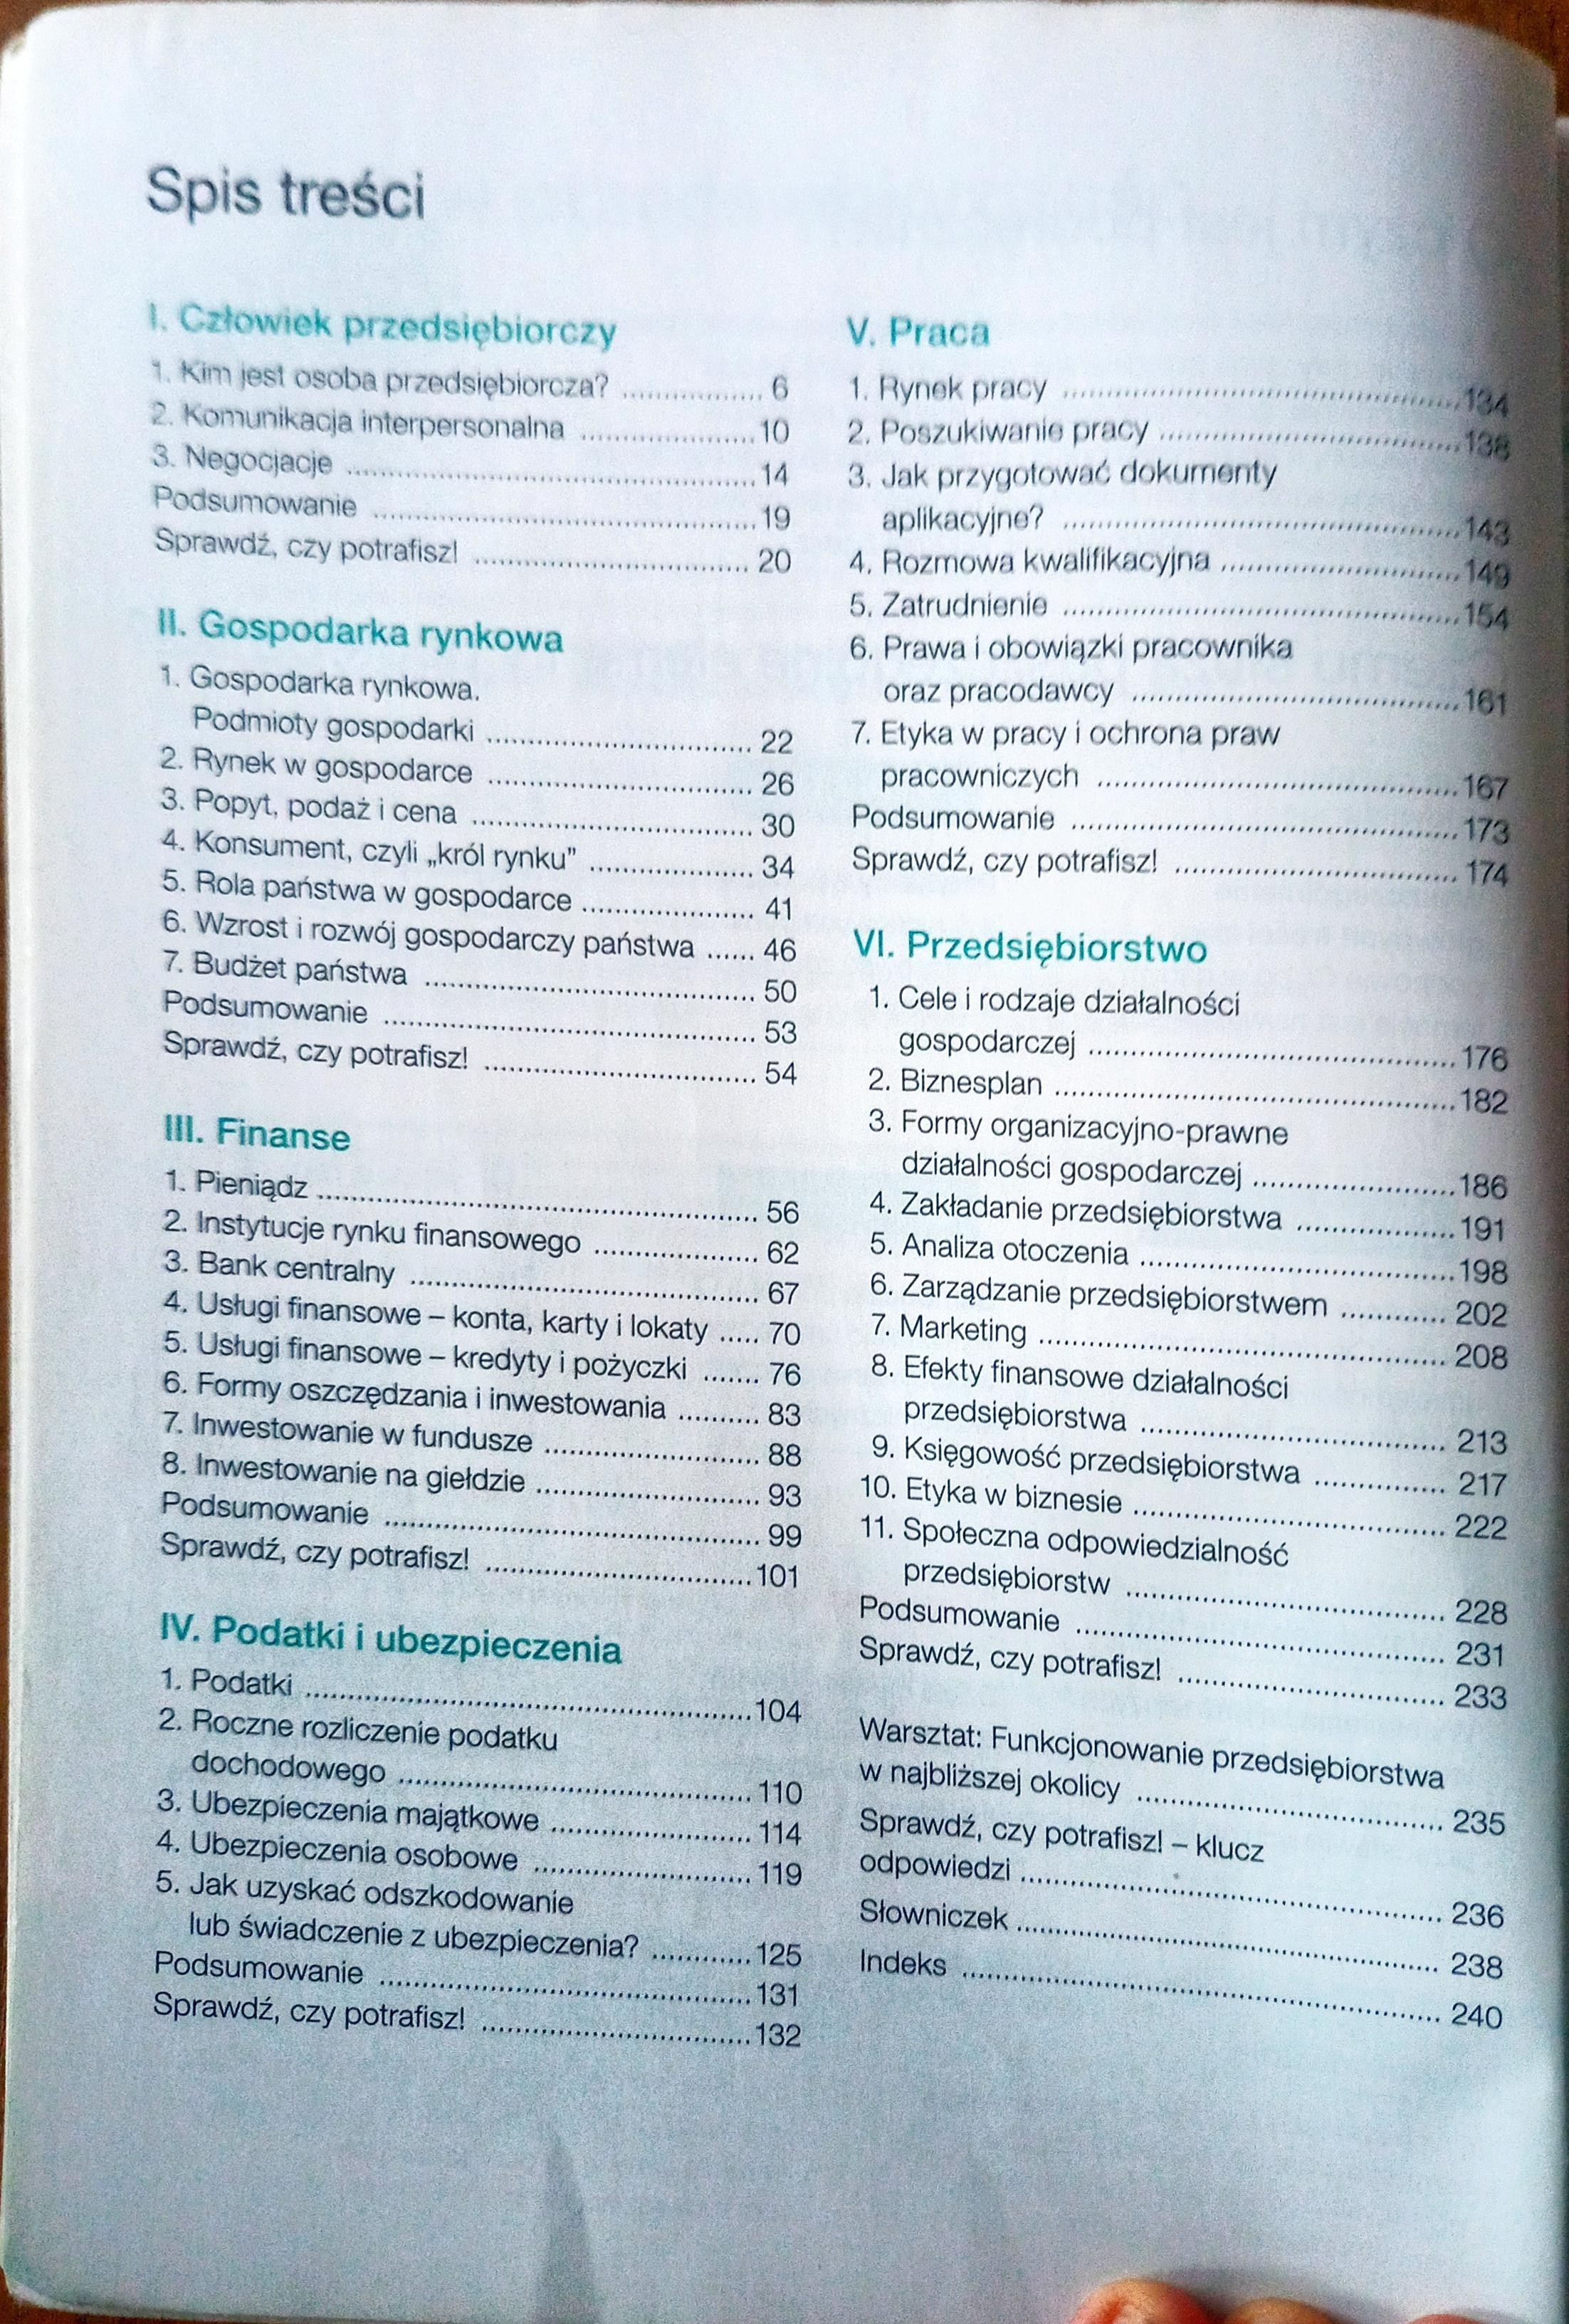 Spis treści
I. Człowiek przedsiębiorczy
1. Kim jest osoba przedsiębiorcza? ................. 6
2. Komunikacja interpersonalna ..................... 10
3. Negocjacje .................................................. 14
Podsumowanie ............................................... 19
Sprawdź, czy potrafisz! .................................. 20
II. Gospodarka rynkowa
1. Gospodarka rynkowa.
Podmioty gospodarki ................................ 22
2. Rynek w gospodarce ................................ 26
3. Popyt, podaż i cena .................................. 30
4. Konsument, czyli „król rynku” .................... 34
5. Rola państwa w gospodarce ..................... 41
6. Wzrost i rozwój gospodarczy państwa ...... 46
7. Budżet państwa ........................................ 50
Podsumowanie ............................................. 53
Sprawdź, czy potrafisz! ................................. 54
III. Finanse
1. Pieniądz ..................................................... 56
2. Instytucje rynku finansowego .................... 62
3. Bank centralny .......................................... 67
4. Usługi finansowe – konta, karty i lokaty ..... 70
5. Usługi finansowe – kredyty i pożyczki ....... 76
6. Formy oszczędzania i inwestowania .......... 83
7. Inwestowanie w fundusze .......................... 88
8. Inwestowanie na giełdzie ........................... 93
Podsumowanie ............................................. 99
Sprawdź, czy potrafisz! ................................ 101
IV. Podatki i ubezpieczenia
1. Podatki ...................................................... 104
2. Roczne rozliczenie podatku
dochodowego .......................................... 110
3. Ubezpieczenia majątkowe ........................ 114
4. Ubezpieczenia osobowe .......................... 119
5. Jak uzyskać odszkodowanie
lub świadczenie z ubezpieczenia? ............ 125
Podsumowanie ............................................. 131
Sprawdź, czy potrafisz! ................................ 132
V. Praca
1. Rynek pracy ................................................ 134
2. Poszukiwanie pracy .................................... 138
3. Jak przygotować dokumenty
aplikacyjne? ................................................ 143
4. Rozmowa kwalifikacyjna ............................. 149
5. Zatrudnienie ................................................ 154
6. Prawa i obowiązki pracownika
oraz pracodawcy ........................................ 161
7. Etyka w pracy i ochrona praw
pracowniczych ............................................ 167
Podsumowanie ............................................... 173
Sprawdź, czy potrafisz! .................................. 174
VI. Przedsiębiorstwo
1. Cele i rodzaje działalności
gospodarczej ............................................ 176
2. Biznesplan ................................................ 182
3. Formy organizacyjno-prawne
działalności gospodarczej ........................ 186
4. Zakładanie przedsiębiorstwa ................... 191
5. Analiza otoczenia ...................................... 198
6. Zarządzanie przedsiębiorstwem ............. 202
7. Marketing ................................................. 208
8. Efekty finansowe działalności
przedsiębiorstwa ..................................... 213
9. Księgowość przedsiębiorstwa ................ 217
10. Etyka w biznesie ...................................... 222
11. Społeczna odpowiedzialność
przedsiębiorstw ....................................... 228
Podsumowanie ............................................. 231
Sprawdź, czy potrafisz! ................................. 233
Warsztat: Funkcjonowanie przedsiębiorstwa
w najbliższej okolicy ..................................... 235
Sprawdź, czy potrafisz! – klucz
odpowiedzi .................................................. 236
Słowniczek ................................................... 238
Indeks .......................................................... 240